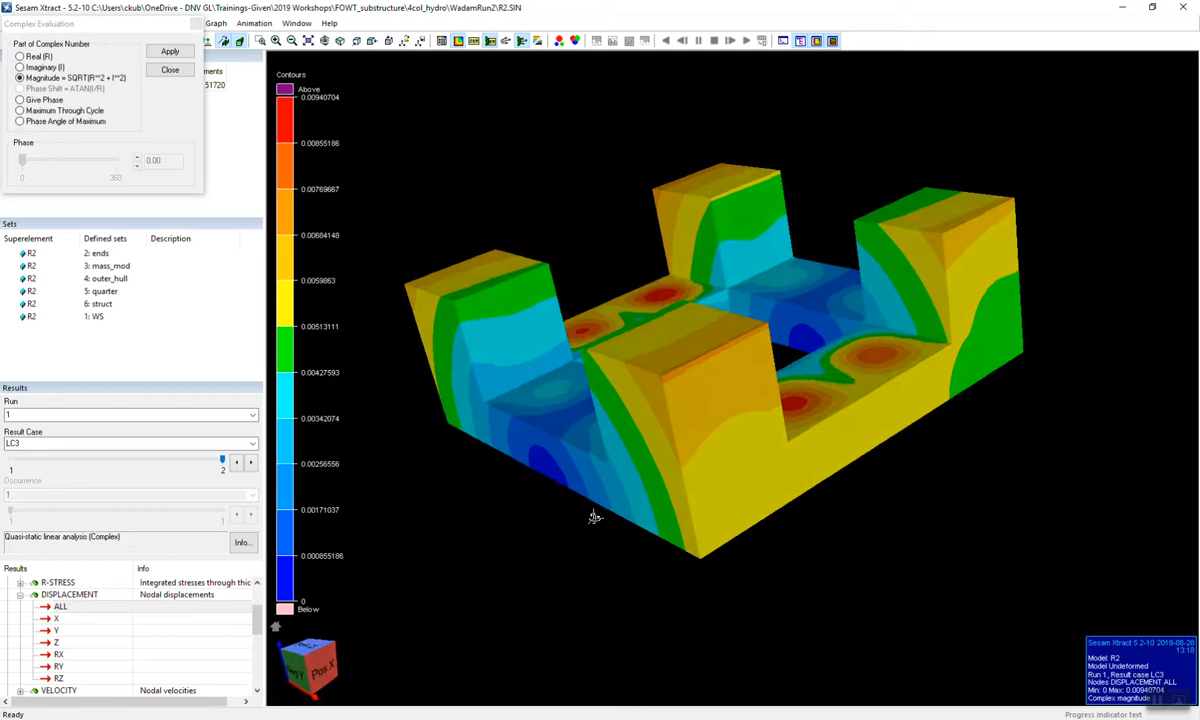 Sesam Xtract - 5.2-10 C:\Users\ckub\OneDrive - DNV GL\Trainings-Given\2019 Workshops\FOWT_substructure\4col_hydro\WadamRun2\R2.SIN
Complex Evaluation
Graph Animation Window Help
Part of Complex Number
Real (R)
Imaginary (I)
Magnitude = SQRT(R**2 + I**2)
Phase Shift = ATAN(I/R)
Give Phase
Maximum Through Cycle
Phase Angle of Maximum
Apply
Close
Phase
0.00
0 360
ments
51720
Sets
Superelement Defined sets Description
R2 2: ends
R2 3: mass_mod
R2 4: outer_hull
R2 5: quarter
R2 6: struct
R2 1: WS
Results
Run
1
Result Case
LC3
1 2
Occurrence
1
1 1
Quasi-static linear analysis (Complex)
Info...
Results Info
R-STRESS Integrated stresses through thic
DISPLACEMENT Nodal displacements
ALL
X
Y
Z
RX
RY
RZ
VELOCITY Nodal velocities
Ready
Contours
Above
0.00940704
0.00855186
0.00769667
0.00684148
0.0059863
0.00513111
0.00427593
0.00342074
0.00256556
0.00171037
0.000855186
0
Below
Pos X
Sesam Xtract 5.2-10 2019-08-20
13:18
Model: R2
Model Undeformed
Run 1, Result case LC3
Nodes DISPLACEMENT ALL
Min: 0 Max: 0.00940704
Complex magnitude
Progress indicator text